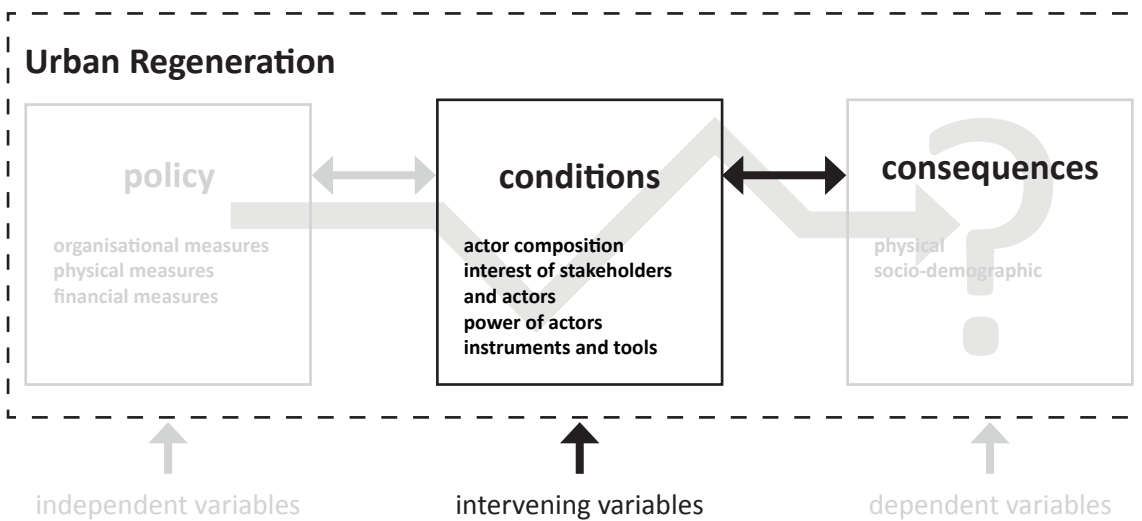 Urban Regeneration
policy
organisational measures
physical measures
financial measures
conditions
actor composition
interest of stakeholders
and actors
power of actors
instruments and tools
consequences
physical
socio-demographic
?
independent variables
intervening variables
dependent variables